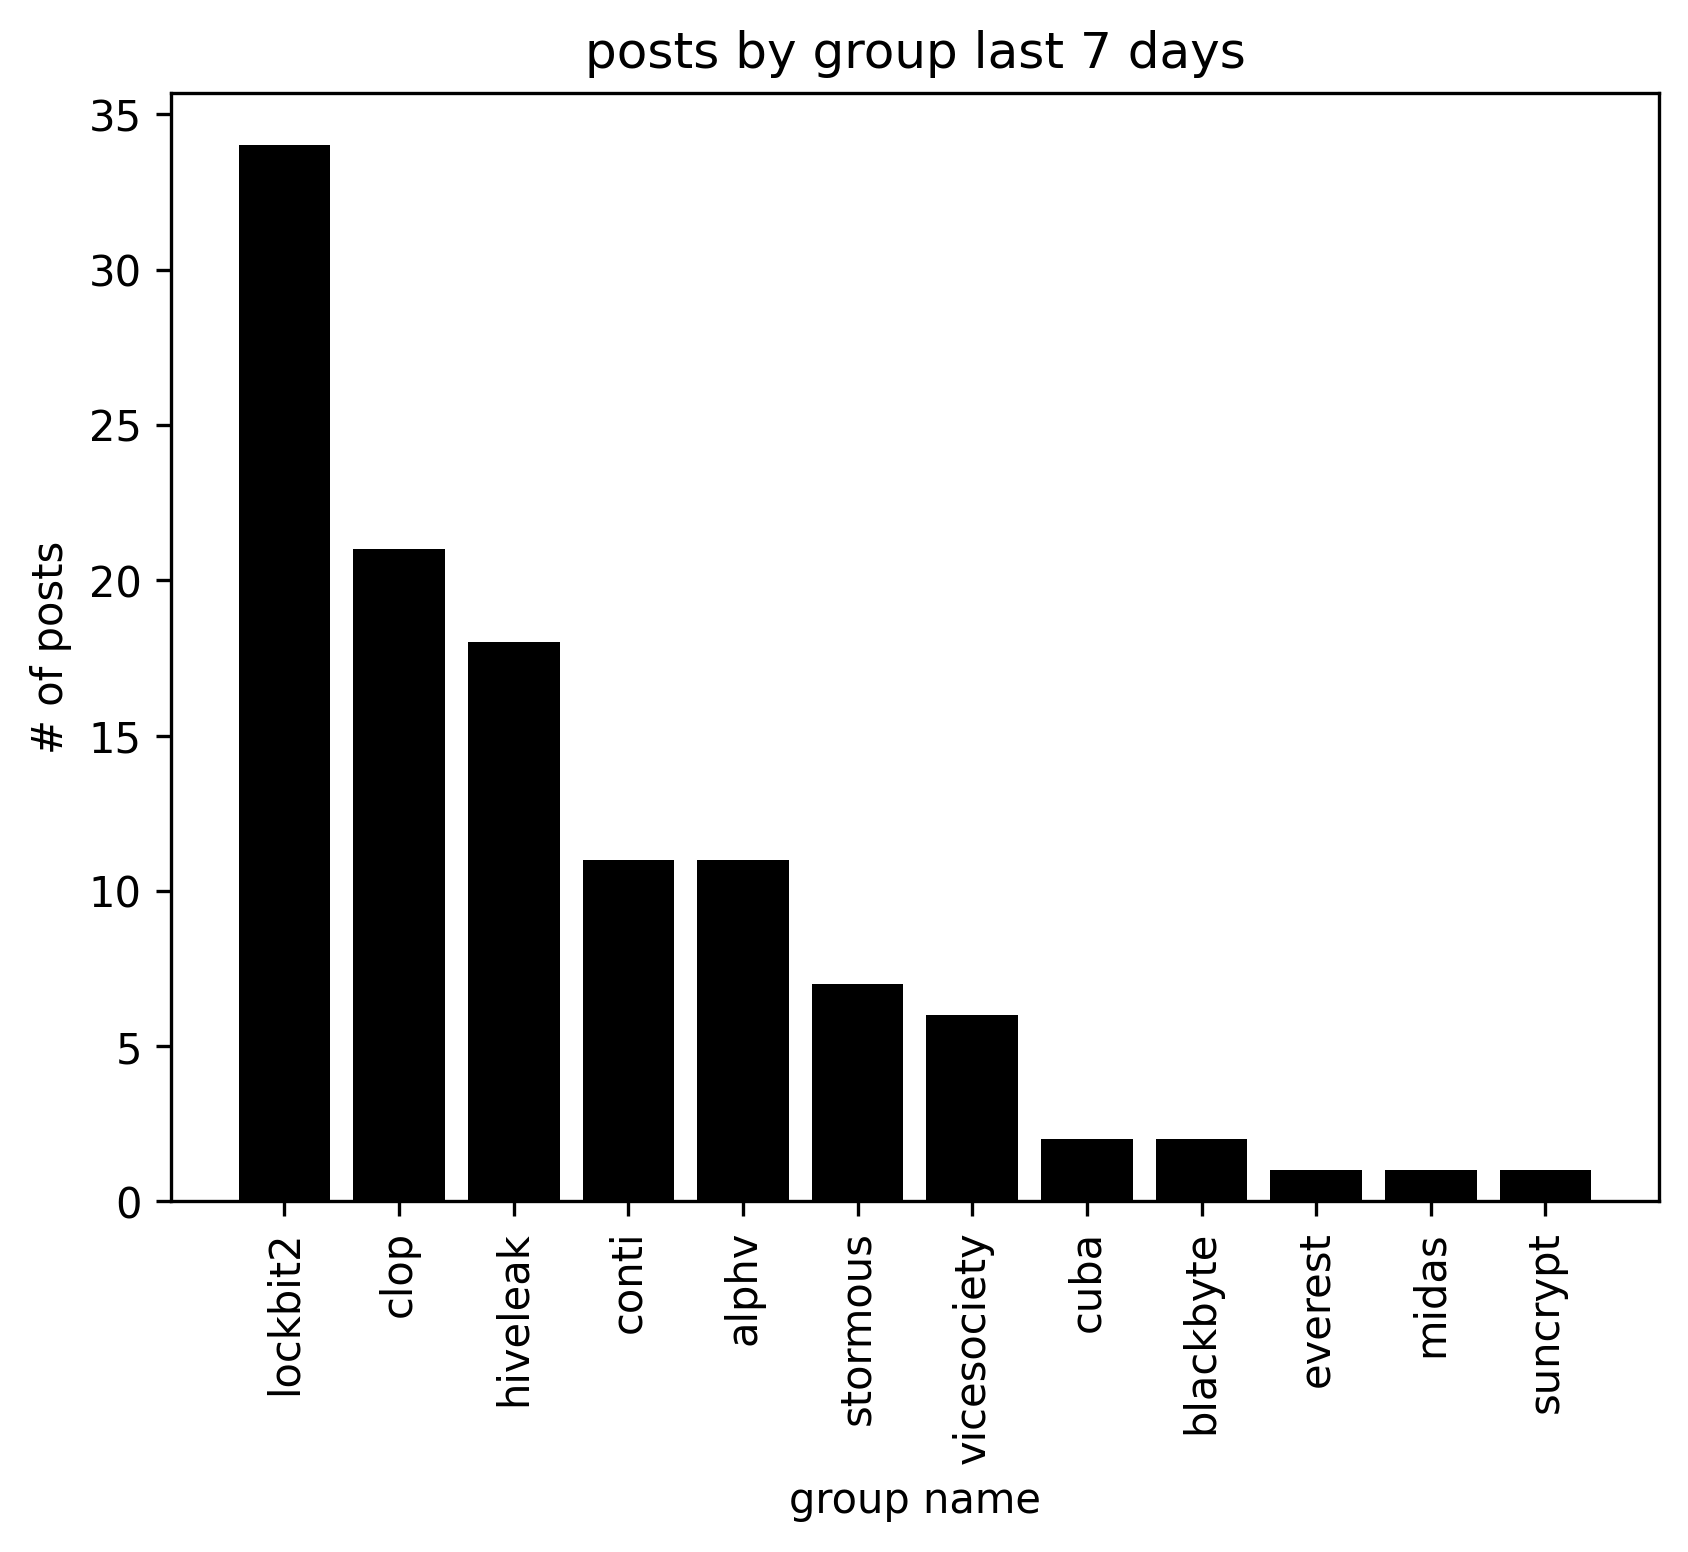 posts by group last 7 days
35
30
25
20
15
10
5
0
# of posts
lockbit2
clop
hiveleak
conti
alphv
stormous
vicesociety
cuba
blackbyte
everest
midas
suncrypt
group name